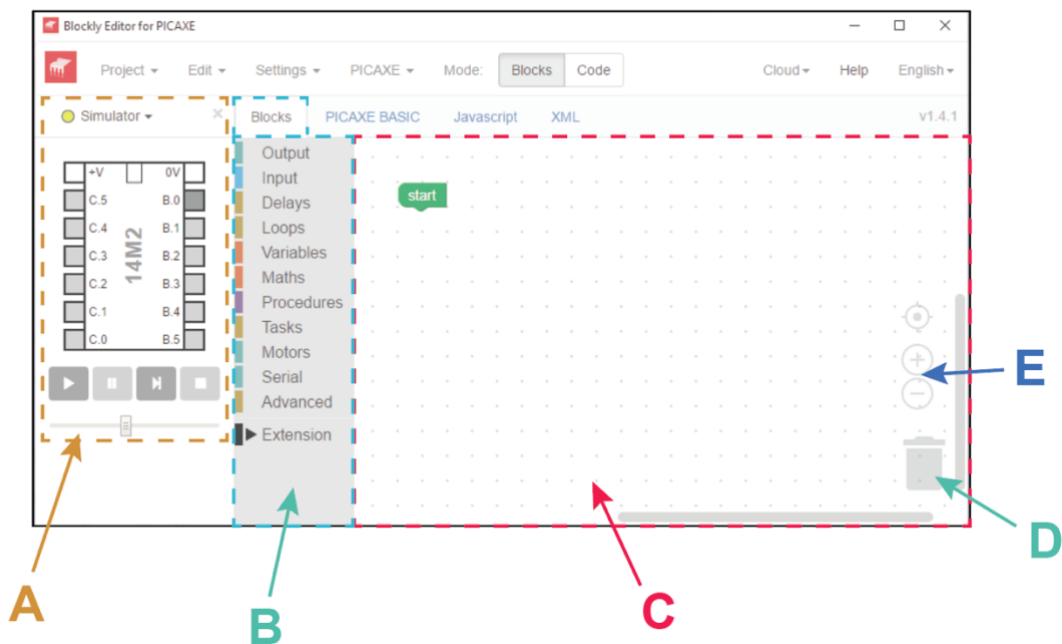 Blockly Editor for PICAXE
Project Edit Settings PICAXE Mode: Blocks Code Cloud Help English
Simulator Blocks PICAXE BASIC Javascript XML v1.4.1
+V 0V
C.5 B.0
C.4 B.1
C.3 B.2
C.2 B.3
C.1 B.4
C.0 B.5
14M2
Output
Input
Delays
Loops
Variables
Maths
Procedures
Tasks
Motors
Serial
Advanced
Extension
start
E
D
A
B
C